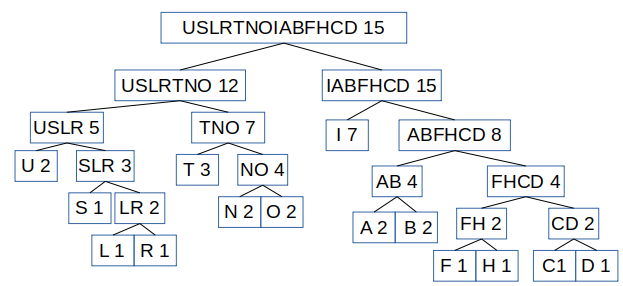 USLRTNOIABFHCD 15
USLRTNO 12
IABFHCD 15
USLR 5
TNO 7
I 7
ABFHCD 8
U 2
SLR 3
T 3
NO 4
AB 4
FHCD 4
S 1
LR 2
N 2
O 2
A 2
B 2
FH 2
CD 2
L 1
R 1
F 1
H 1
C1
D 1